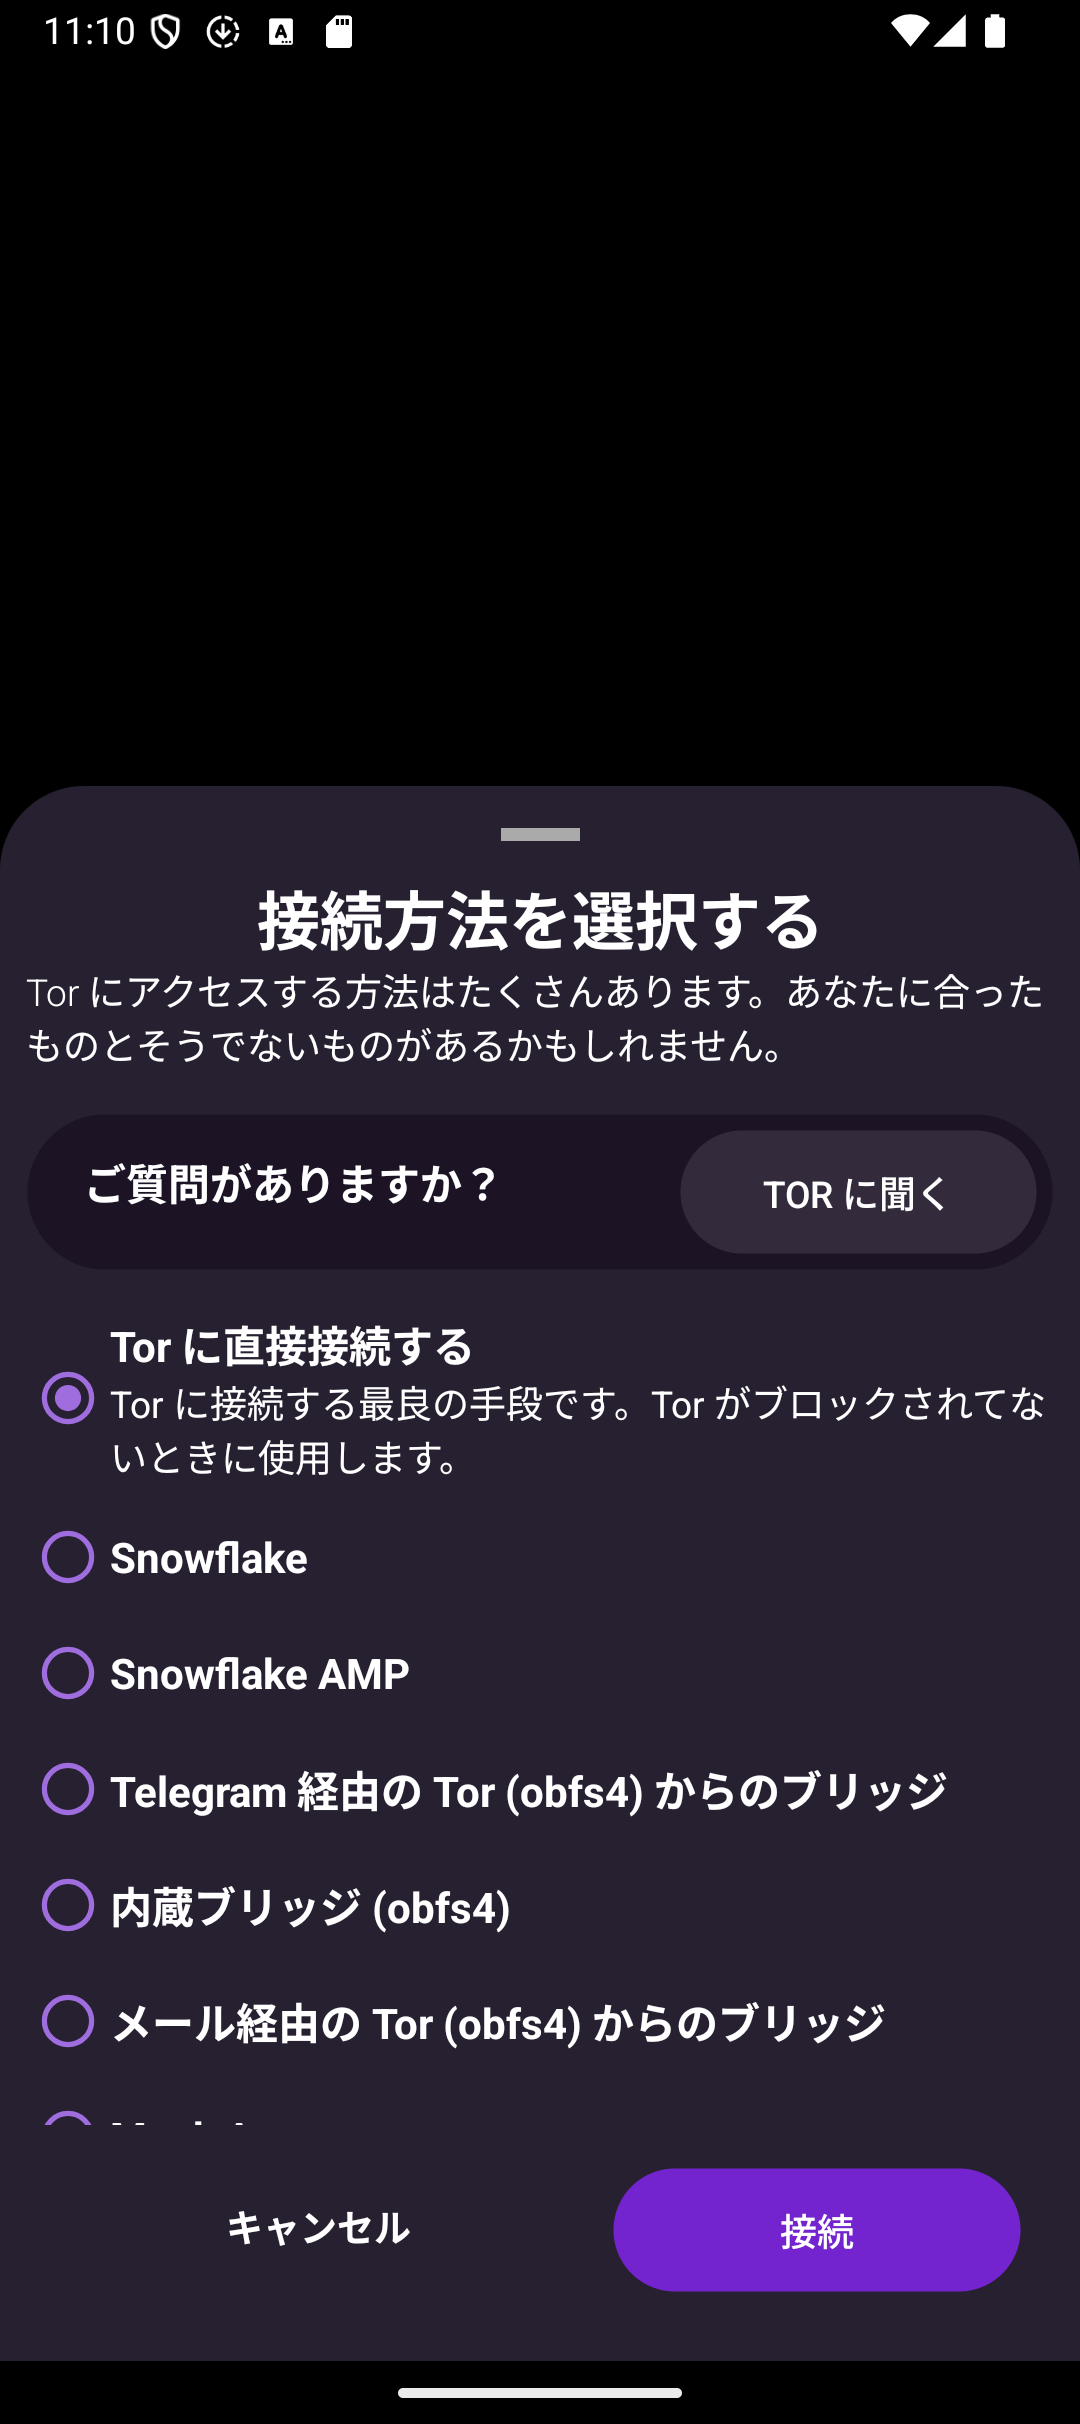 11:10
接続方法を選択する
Tor にアクセスする方法はたくさんあります。あなたに合った
ものとそうでないものがあるかもしれません。
ご質問がありますか？
TOR に聞く
Tor に直接接続する
Tor に接続する最良の手段です。Tor がブロックされてな
いときに使用します。
Snowflake
Snowflake AMP
Telegram 経由の Tor (obfs4) からのブリッジ
内蔵ブリッジ (obfs4)
メール経由の Tor (obfs4) からのブリッジ
キャンセル
接続